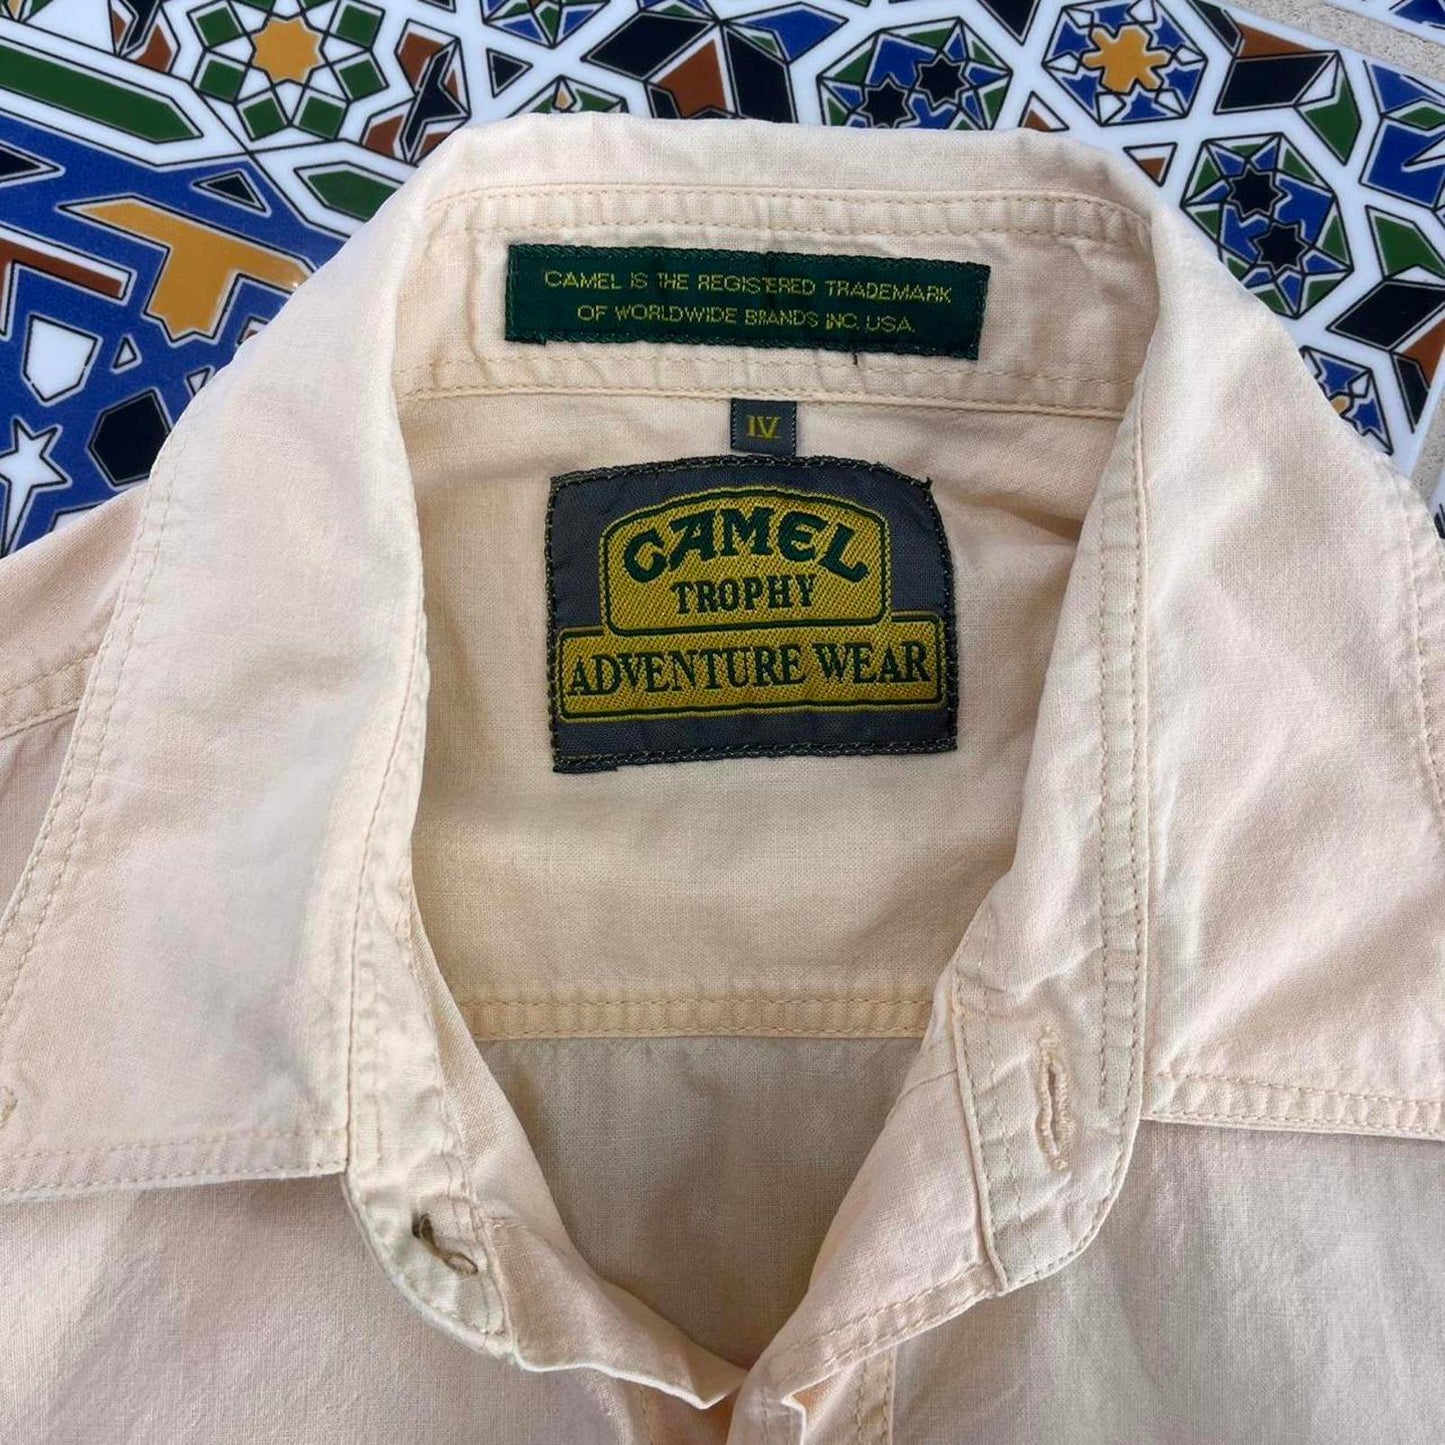 CAMEL IS THE REGISTERED TRADEMARK
OF WORLDWIDE BRANDS INC. USA.
IV
CAMEL
TROPHY
ADVENTURE WEAR